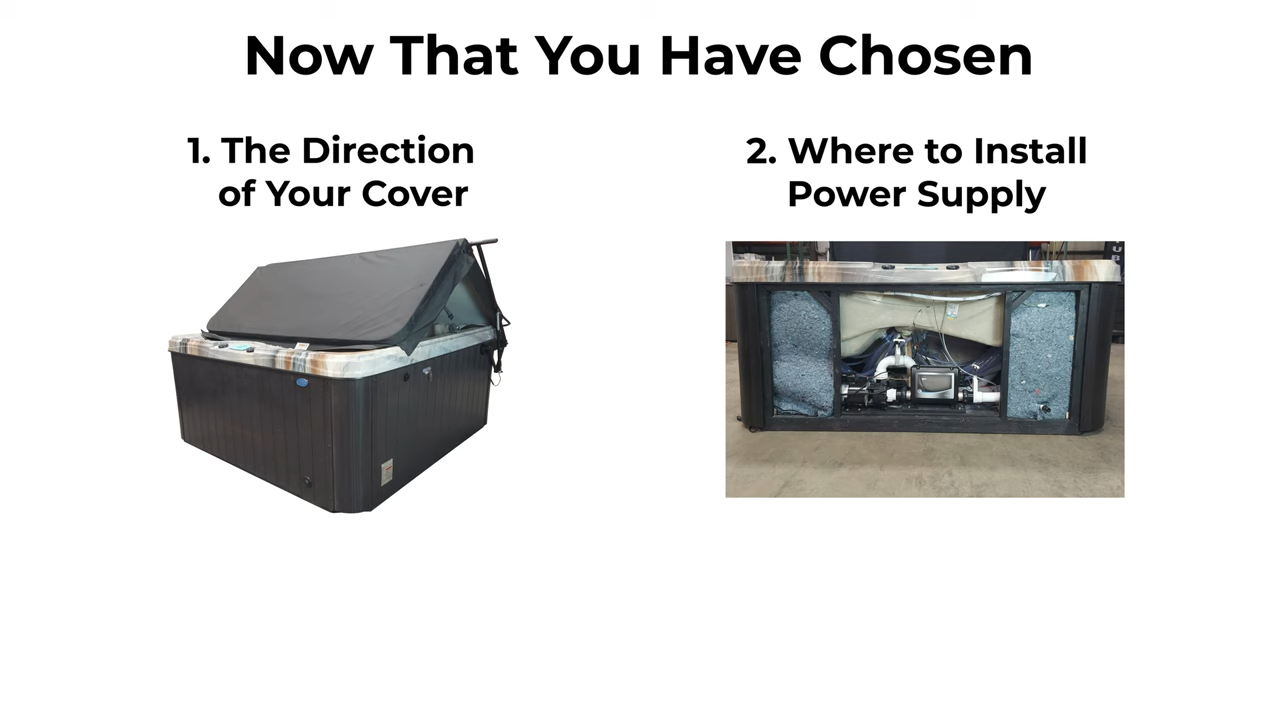 Now That You Have Chosen
1. The Direction
of Your Cover
2. Where to Install
Power Supply